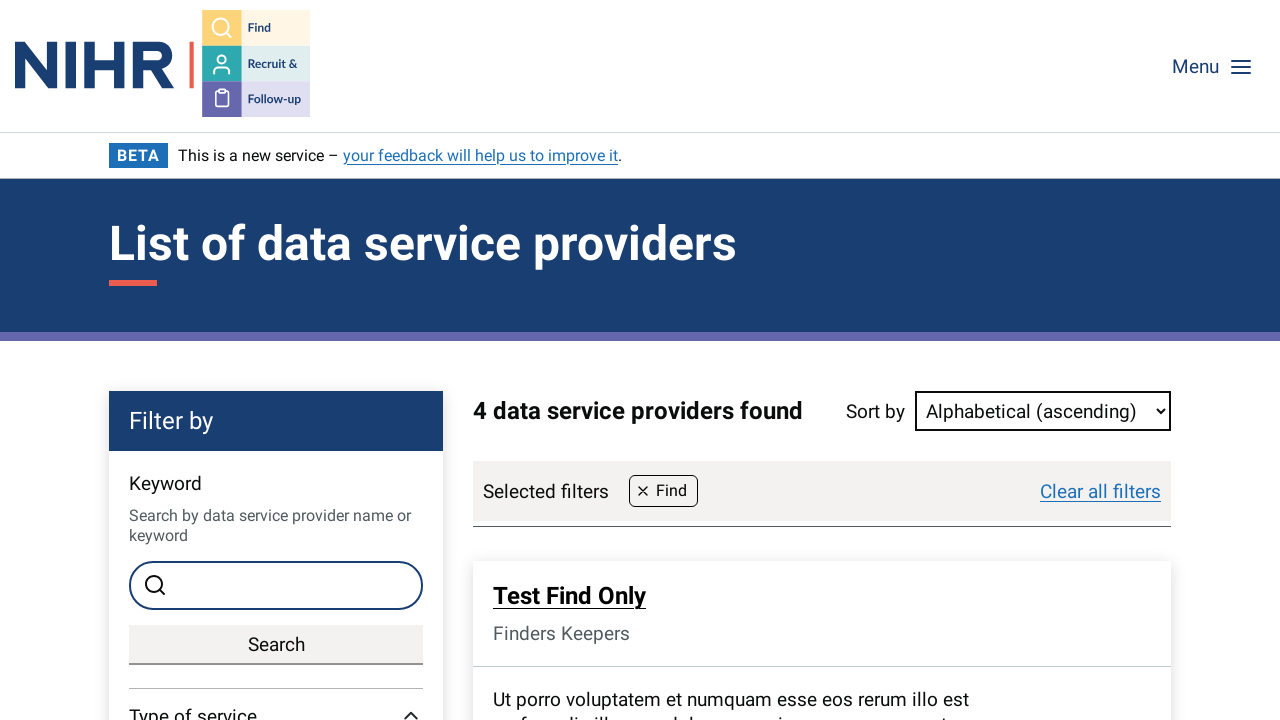 NIHR
Find
Recruit &
Follow-up
Menu
BETA This is a new service – your feedback will help us to improve it.
List of data service providers
Filter by
Keyword
Search by data service provider name or
keyword
Search
Type of service
4 data service providers found
Sort by Alphabetical (ascending)
Selected filters Find Clear all filters
Test Find Only
Finders Keepers
Ut porro voluptatem et numquam esse eos rerum illo est